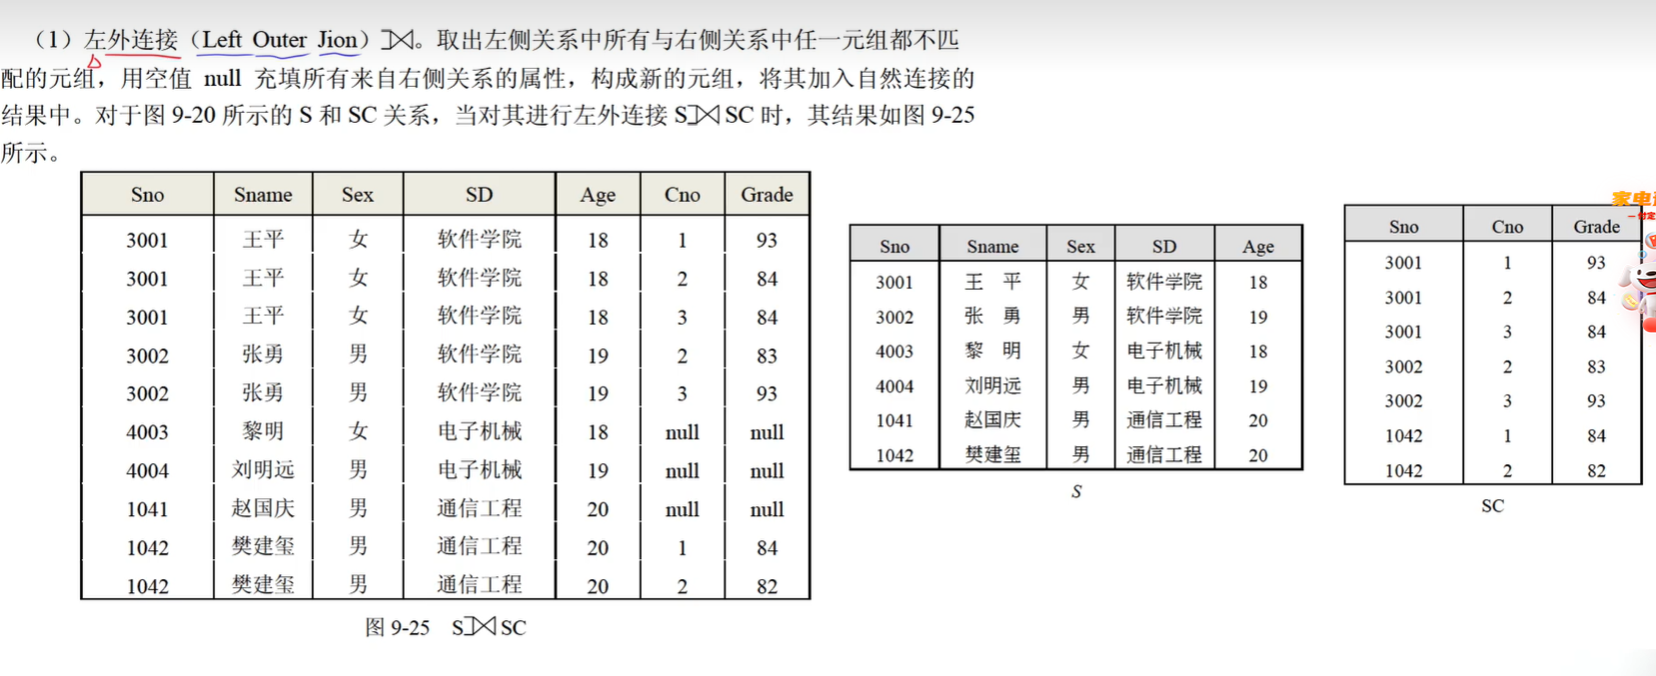 （1）左外连接（Left Outer Jion）⟕。取出左侧关系中所有与右侧关系中任一元组都不匹
配的元组，用空值 null 充填所有来自右侧关系的属性，构成新的元组，将其加入自然连接的
结果中。对于图 9-20 所示的 S 和 SC 关系，当对其进行左外连接 S⟕SC 时，其结果如图 9-25
所示。
Sno Sname Sex SD Age Cno Grade
3001 王平 女 软件学院 18 1 93
3001 王平 女 软件学院 18 2 84
3001 王平 女 软件学院 18 3 84
3002 张勇 男 软件学院 19 2 83
3002 张勇 男 软件学院 19 3 93
4003 黎明 女 电子机械 18 null null
4004 刘明远 男 电子机械 19 null null
1041 赵国庆 男 通信工程 20 null null
1042 樊建玺 男 通信工程 20 1 84
1042 樊建玺 男 通信工程 20 2 82
图 9-25 S⟕SC
Sno Sname Sex SD Age
3001 王 平 女 软件学院 18
3002 张 勇 男 软件学院 19
4003 黎 明 女 电子机械 18
4004 刘明远 男 电子机械 19
1041 赵国庆 男 通信工程 20
1042 樊建玺 男 通信工程 20
S
Sno Cno Grade
3001 1 93
3001 2 84
3001 3 84
3002 2 83
3002 3 93
1042 1 84
1042 2 82
SC
家电